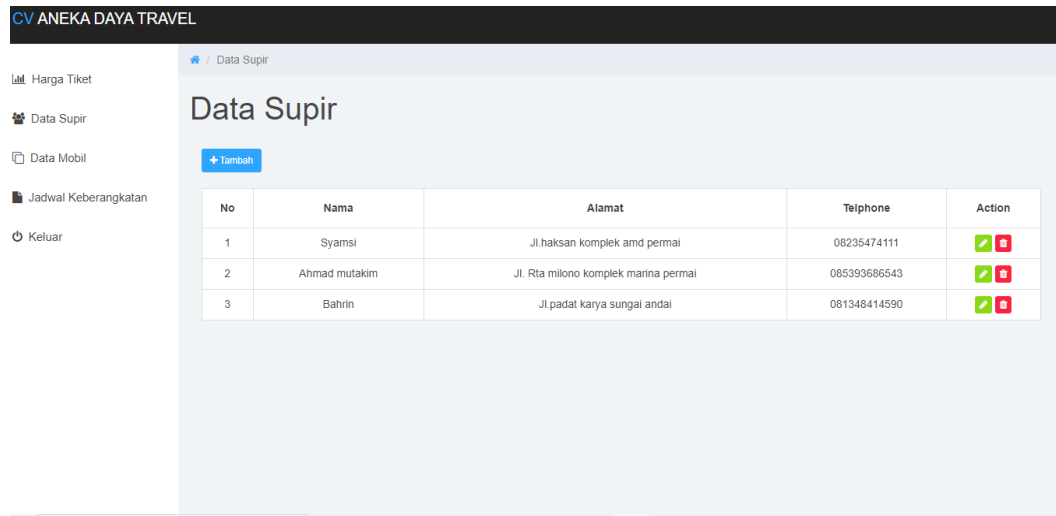 CV ANEKA DAYA TRAVEL
/ Data Supir
Harga Tiket
Data Supir
Data Mobil
Jadwal Keberangkatan
Keluar
Data Supir
+ Tambah
No Nama Alamat Telphone Action
1 Syamsi Jl.haksan komplek amd permai 08235474111
2 Ahmad mutakim Jl. Rta milono komplek marina permai 085393686543
3 Bahrin Jl.padat karya sungai andai 081348414590